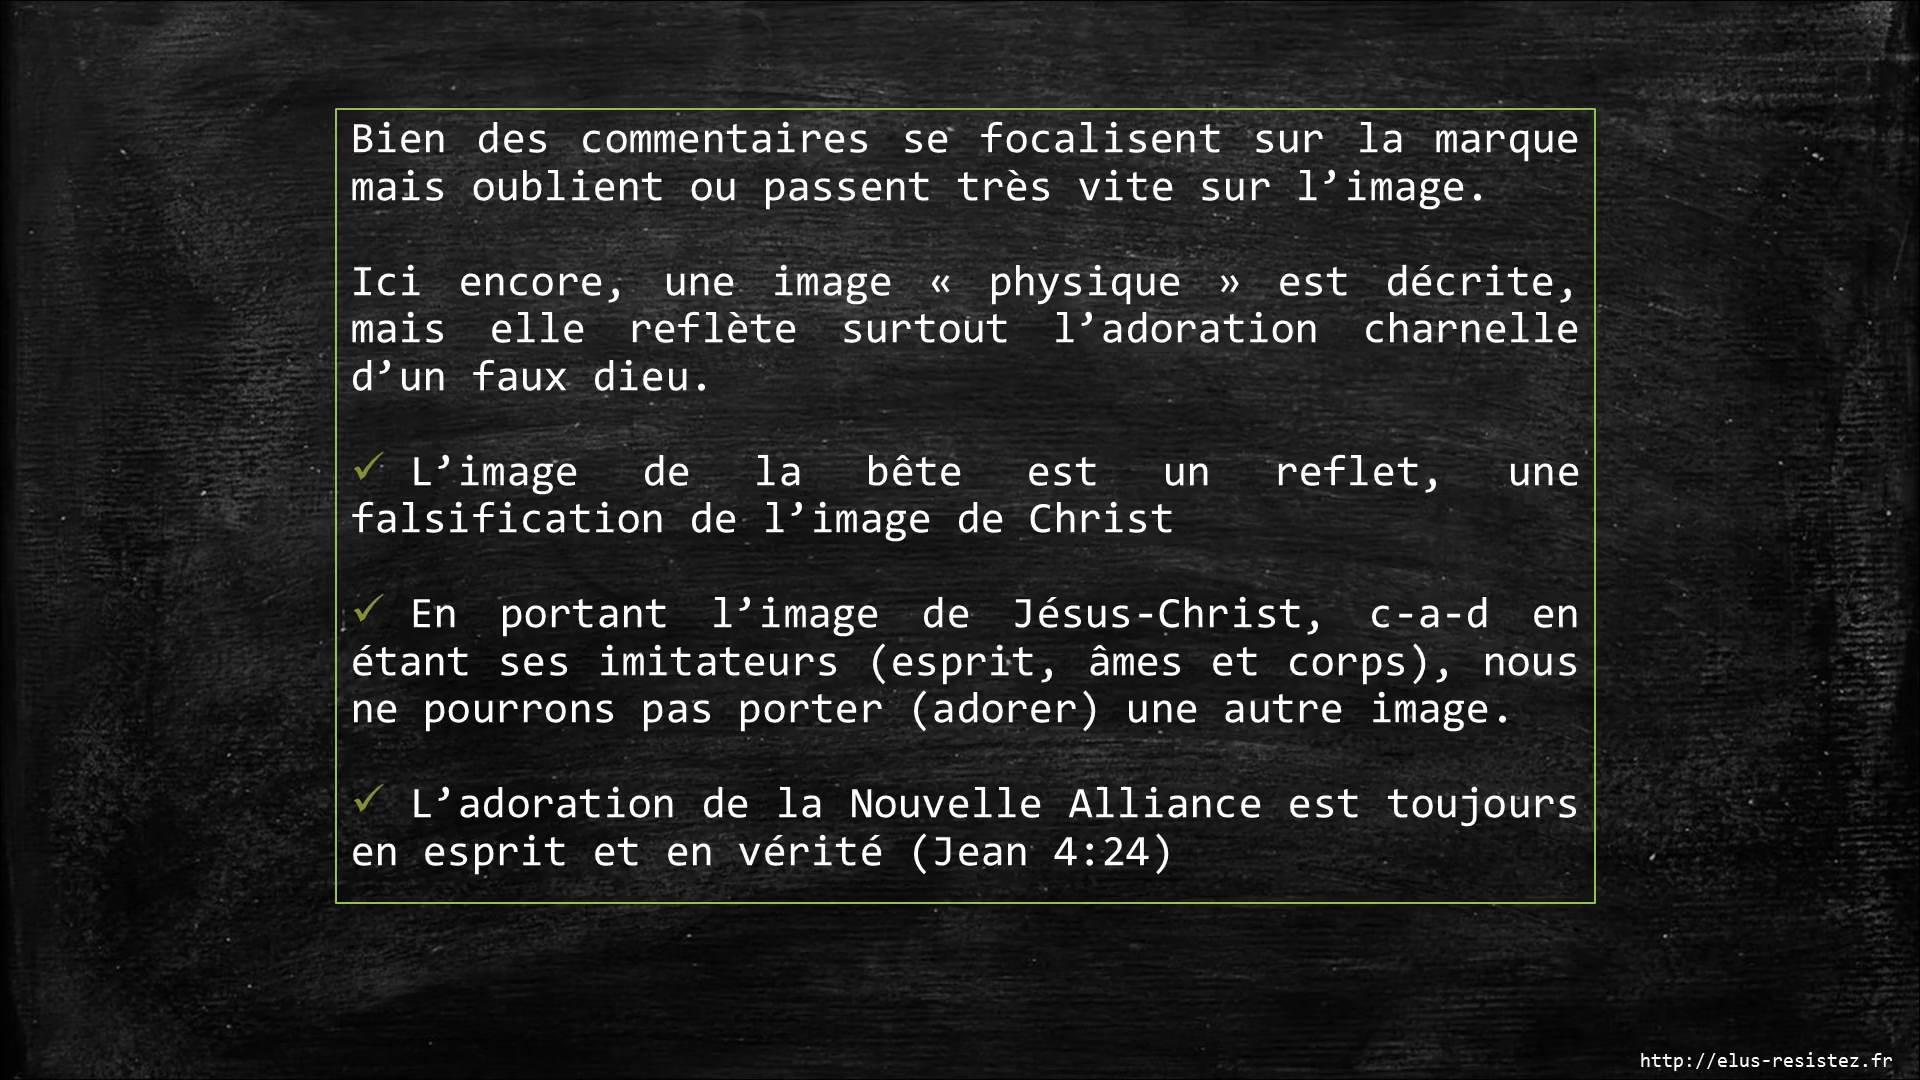 Bien des commentaires se focalisent sur la marque
mais oublient ou passent très vite sur l’image.
Ici encore, une image « physique » est décrite,
mais elle reflète surtout l’adoration charnelle
d’un faux dieu.
✓ L’image de la bête est un reflet, une
falsification de l’image de Christ
✓ En portant l’image de Jésus-Christ, c-a-d en
étant ses imitateurs (esprit, âmes et corps), nous
ne pourrons pas porter (adorer) une autre image.
✓ L’adoration de la Nouvelle Alliance est toujours
en esprit et en vérité (Jean 4:24)
http://elus-resistez.fr